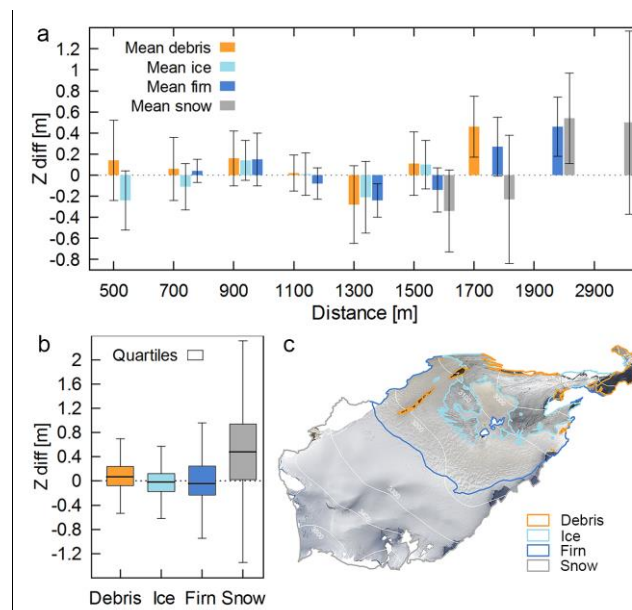 a
Mean debris
Mean ice
Mean firn
Mean snow
Z diff [m]
1.2
1
0.8
0.6
0.4
0.2
0
-0.2
-0.4
-0.6
-0.8
500 700 900 1100 1300 1500 1700 2000 2900
Distance [m]
b
Quartiles
Z diff [m]
2
1.6
1.2
0.8
0.4
0
-0.4
-0.8
-1.2
Debris Ice Firn Snow
c
Debris
Ice
Firn
Snow